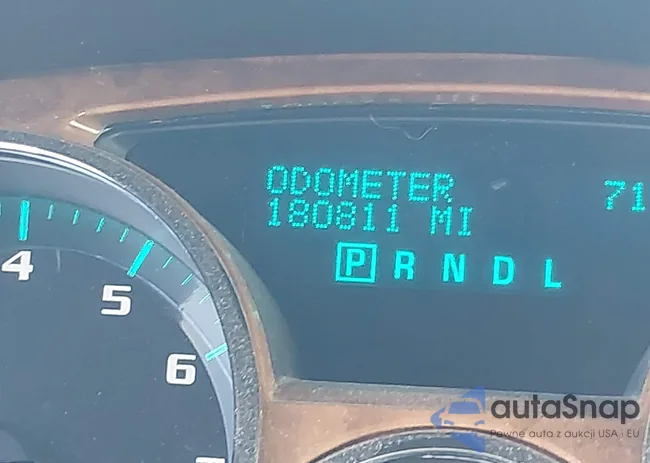 ODOMETER 71
180811 MI
P R N D L
4
5
6
autaSnap
Pewne auta z aukcji USA i EU